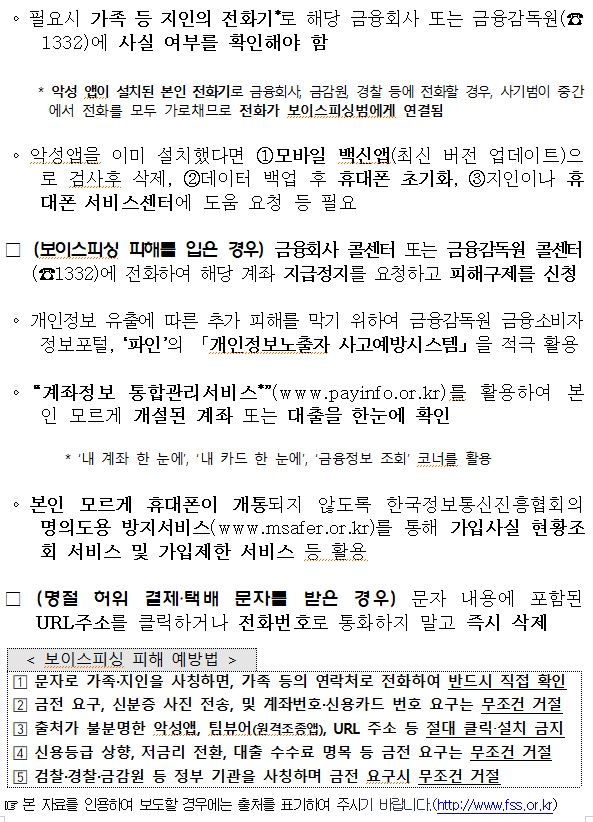 ◦ 필요시 가족 등 지인의 전화기*로 해당 금융회사 또는 금융감독원(☎
1332)에 사실 여부를 확인해야 함
* 악성 앱이 설치된 본인 전화기로 금융회사, 금감원, 경찰 등에 전화할 경우, 사기범이 중간
에서 전화를 모두 가로채므로 전화가 보이스피싱범에게 연결됨
◦ 악성앱을 이미 설치했다면 ①모바일 백신앱(최신 버전 업데이트)으
로 검사후 삭제, ②데이터 백업 후 휴대폰 초기화, ③지인이나 휴
대폰 서비스센터에 도움 요청 등 필요
□ (보이스피싱 피해를 입은 경우) 금융회사 콜센터 또는 금융감독원 콜센터
(☎1332)에 전화하여 해당 계좌 지급정지를 요청하고 피해구제를 신청
◦ 개인정보 유출에 따른 추가 피해를 막기 위하여 금융감독원 금융소비자
정보포털, ‘파인’의 「개인정보노출자 사고예방시스템」을 적극 활용
◦ “계좌정보 통합관리서비스*”(www.payinfo.or.kr)를 활용하여 본
인 모르게 개설된 계좌 또는 대출을 한눈에 확인
* ‘내 계좌 한 눈에’, ‘내 카드 한 눈에’, ‘금융정보 조회’ 코너를 활용
◦ 본인 모르게 휴대폰이 개통되지 않도록 한국정보통신진흥협회의
명의도용 방지서비스(www.msafer.or.kr)를 통해 가입사실 현황조
회 서비스 및 가입제한 서비스 등 활용
□ (명절 허위 결제·택배 문자를 받은 경우) 문자 내용에 포함된
URL주소를 클릭하거나 전화번호로 통화하지 말고 즉시 삭제
< 보이스피싱 피해 예방법 >
1 문자로 가족·지인을 사칭하면, 가족 등의 연락처로 전화하여 반드시 직접 확인
2 금전 요구, 신분증 사진 전송, 및 계좌번호·신용카드 번호 요구는 무조건 거절
3 출처가 불분명한 악성앱, 팀뷰어(원격조종앱), URL 주소 등 절대 클릭·설치 금지
4 신용등급 상향, 저금리 전환, 대출 수수료 명목 등 금전 요구는 무조건 거절
5 검찰·경찰·금감원 등 정부 기관을 사칭하며 금전 요구시 무조건 거절
☞ 본 자료를 인용하여 보도할 경우에는 출처를 표기하여 주시기 바랍니다.(http://www.fss.or.kr)